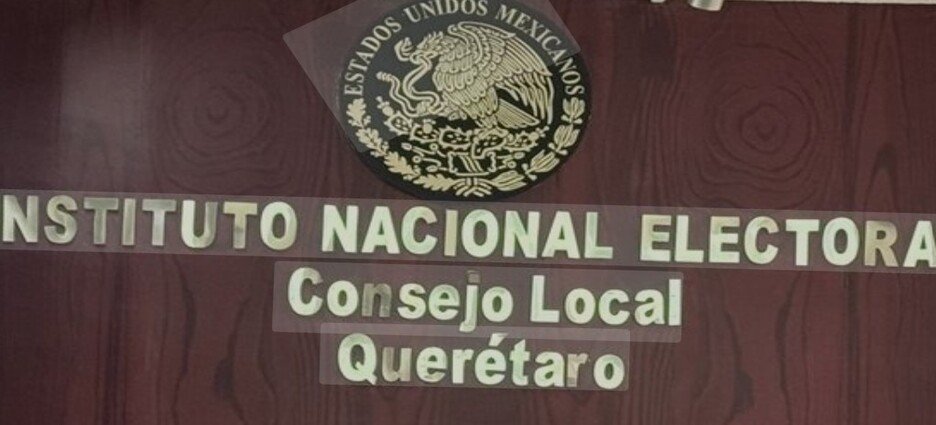 ESTADOS UNIDOS MEXICANOS
NSTITUTO NACIONAL ELECTORA
Consejo Local
Querétaro